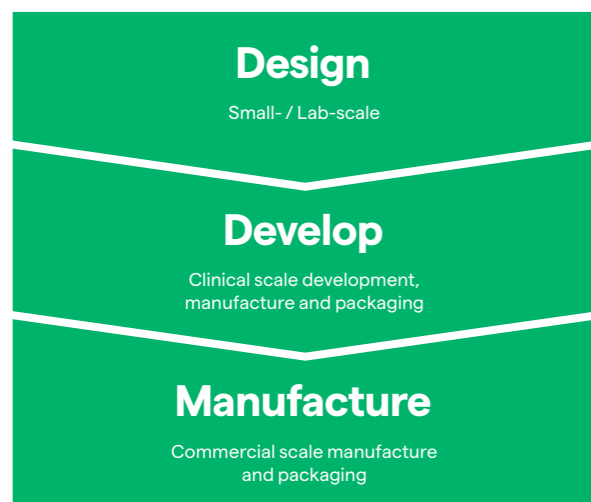 Design
Small- / Lab-scale
Develop
Clinical scale development,
manufacture and packaging
Manufacture
Commercial scale manufacture
and packaging